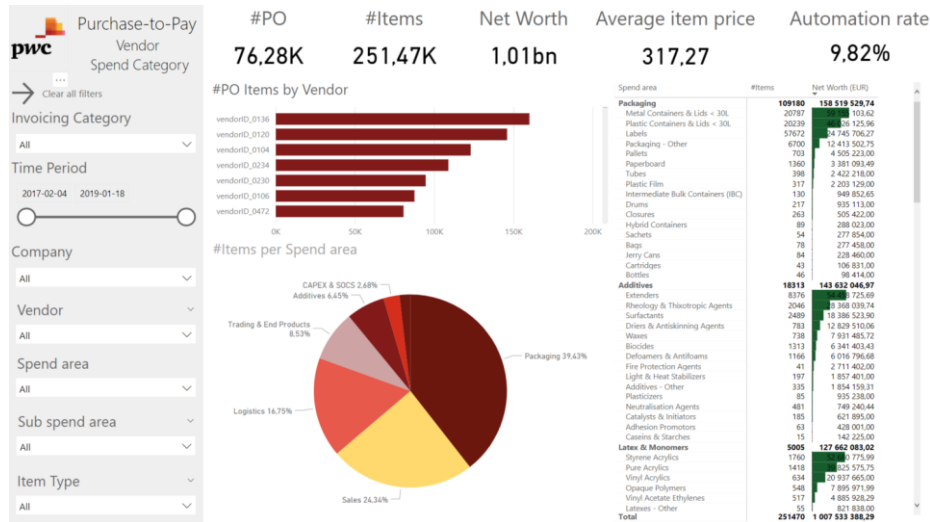 pwc
Purchase-to-Pay
Vendor
Spend Category
...
Clear all filters
Invoicing Category
All
Time Period
2017-02-04 2019-01-18
Company
All
Vendor
All
Spend area
All
Sub spend area
All
Item Type
All
#PO #Items Net Worth Average item price Automation rate
76,28K 251,47K 1,01bn 317,27 9,82%
#PO Items by Vendor
vendorID_0136
vendorID_0120
vendorID_0104
vendorID_0234
vendorID_0230
vendorID_0106
vendorID_0472
0K 50K 100K 150K 200K
#Items per Spend area
CAPEX & SOCS 2,68%
Additives 6,45%
Trading & End Products
8,53%
Logistics 16,75%
Sales 24,34%
Packaging 39,43%
Spend area #Items Net Worth (EUR)
Packaging 109180 158 519 529,74
Metal Containers & Lids < 30L 20787 103,62
Plastic Containers & Lids < 30L 20239 126,96
Labels 57672 24 745 706,27
Packaging - Other 6700 12 413 502,75
Pallets 703 4 505 223,00
Paperboard 1360 3 381 093,49
Tubes 398 2 422 218,00
Plastic Film 317 2 203 129,00
Intermediate Bulk Containers (IBC) 130 949 852,65
Drums 217 935 113,00
Closures 263 505 422,00
Hybrid Containers 89 288 023,00
Sachets 54 277 854,00
Bags 78 277 458,00
Jerry Cans 84 228 460,00
Cartridges 43 106 831,00
Bottles 46 98 414,00
Additives 18313 143 632 046,97
Extenders 8376 725,69
Rheology & Thixotropic Agents 2046 368 039,74
Surfactants 2489 18 386 523,90
Driers & Antiskinning Agents 783 12 829 510,06
Waxes 738 7 931 485,72
Biocides 1313 6 341 403,43
Defoamers & Antifoams 1166 6 016 796,68
Fire Protection Agents 41 2 711 402,00
Light & Heat Stabilizers 197 1 857 401,00
Additives - Other 335 1 854 159,31
Plasticizers 85 935 238,00
Neutralisation Agents 481 749 240,44
Catalysts & Initiators 185 621 895,00
Adhesion Promotors 63 428 001,00
Caseins & Starches 15 142 225,00
Latex & Monomers 5005 127 662 083,02
Styrene Acrylics 1760 775,99
Pure Acrylics 1418 825 575,75
Vinyl Acrylics 634 20 937 665,00
Opaque Polymers 548 7 895 971,99
Vinyl Acetate Ethylenes 517 4 885 928,29
Latexes - Other 55 821 838,00
Total 251470 1 007 533 388,29